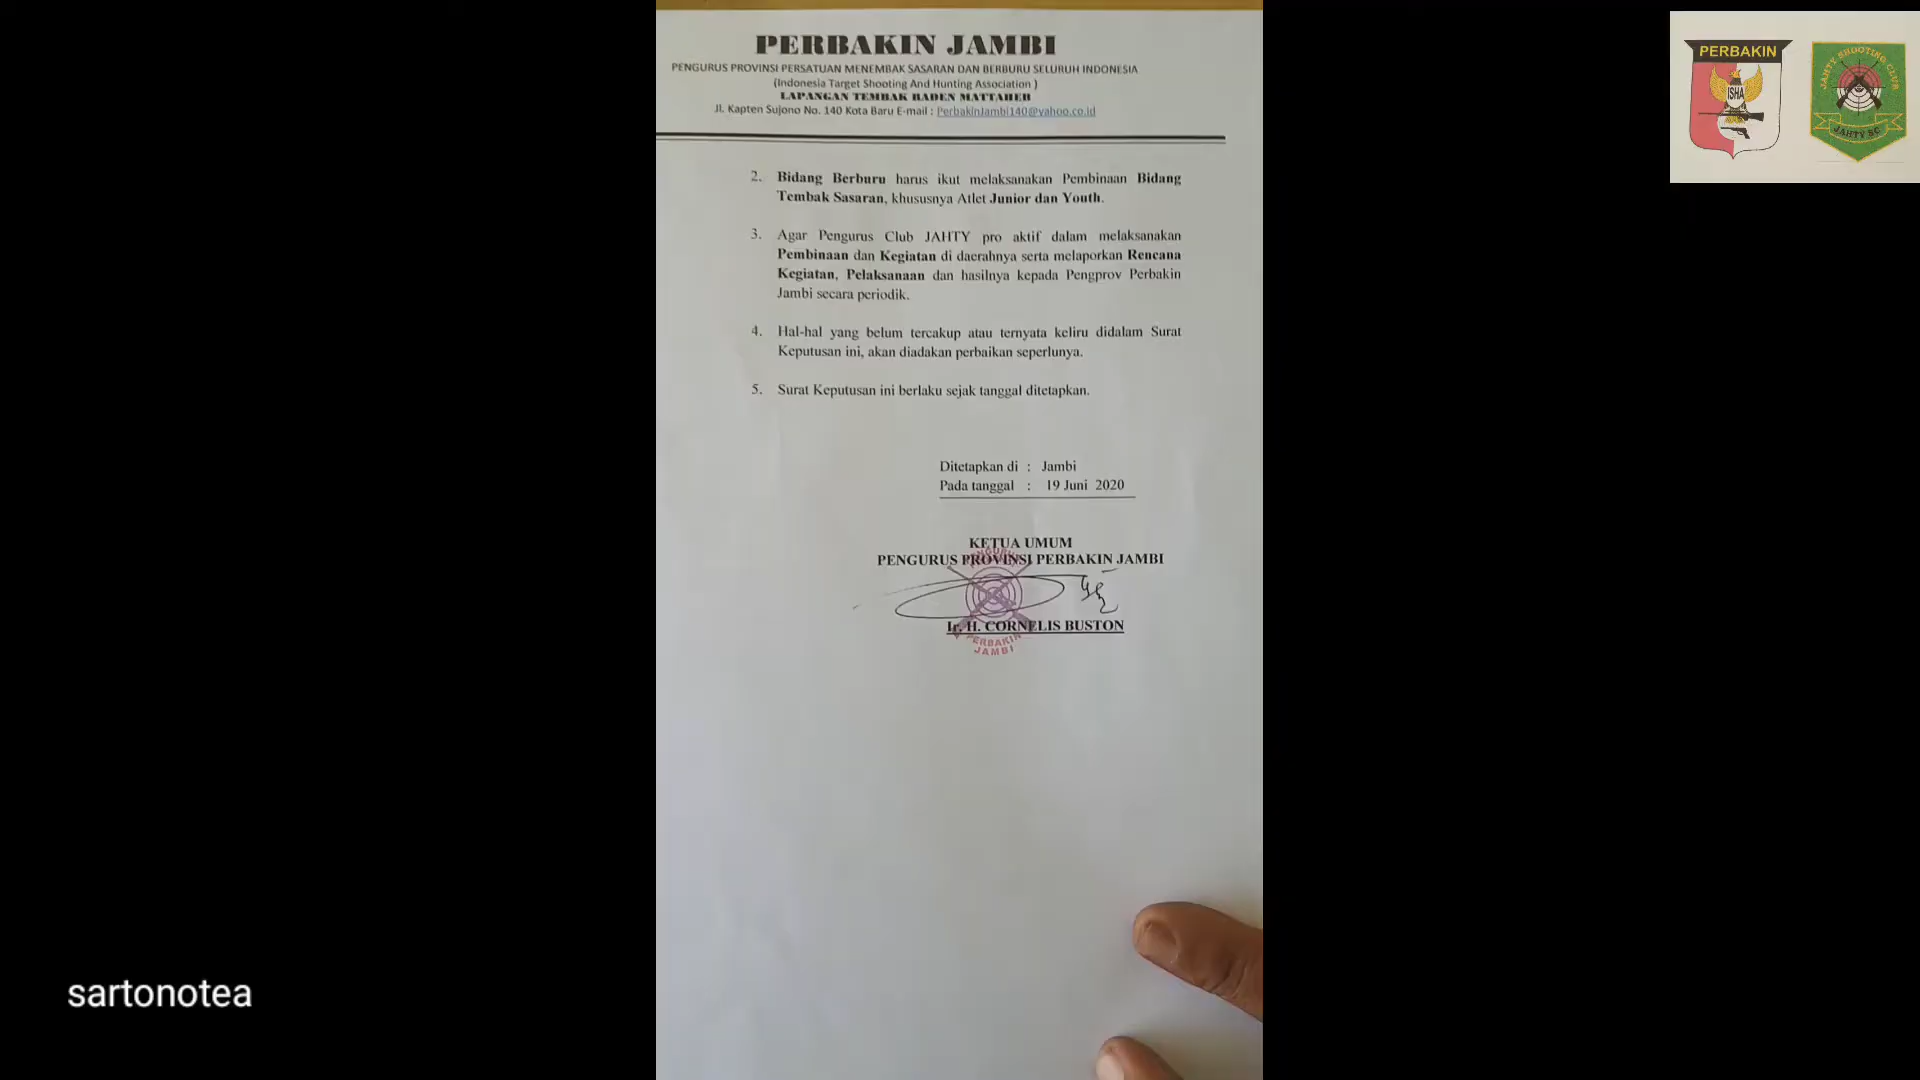 PERBAKIN JAMBI
PENGURUS PROVINSI PERSATUAN MENEMBAK SASARAN DAN BERBURU SELURUH INDONESIA
(Indonesia Target Shooting And Hunting Association )
LAPANGAN TEMBAK RADEN MATTAHER
Jl. Kapten Sujono No. 140 Kota Baru E-mail : PerbakinJambi140@yahoo.co.id
2. Bidang Berburu harus ikut melaksanakan Pembinaan Bidang
Tembak Sasaran, khususnya Atlet Junior dan Youth.
3. Agar Pengurus Club JAHTY pro aktif dalam melaksanakan
Pembinaan dan Kegiatan di daerahnya serta melaporkan Rencana
Kegiatan, Pelaksanaan dan hasilnya kepada Pengprov Perbakin
Jambi secara periodik.
4. Hal-hal yang belum tercakup atau ternyata keliru didalam Surat
Keputusan ini, akan diadakan perbaikan seperlunya.
5. Surat Keputusan ini berlaku sejak tanggal ditetapkan.
Ditetapkan di : Jambi
Pada tanggal : 19 Juni 2020
KETUA UMUM
PENGURUS PROVINSI PERBAKIN JAMBI
Ir. H. CORNELIS BUSTON
PERBAKIN
JAMBI
PERBAKIN
ISHA
JAHTY SHOOTING CLUB
JAHTY SC
sartonotea